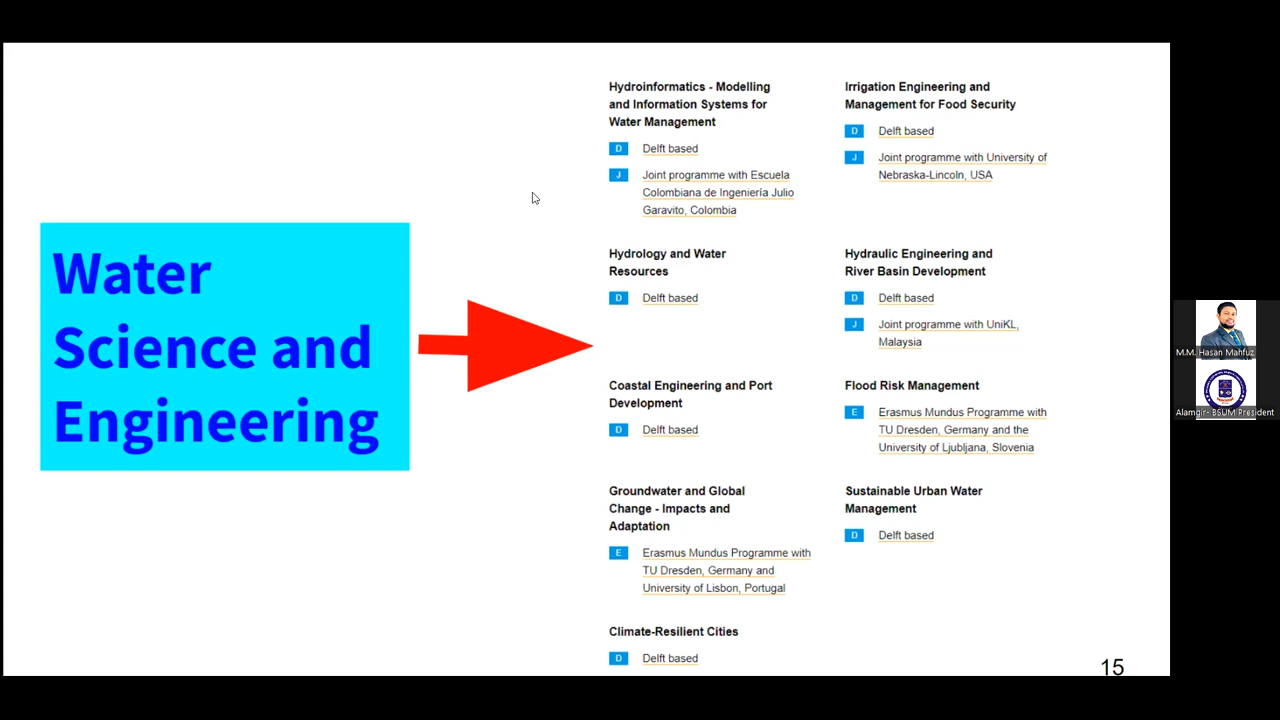 Water
Science and
Engineering
Hydroinformatics - Modelling
and Information Systems for
Water Management
D Delft based
J Joint programme with Escuela
Colombiana de Ingeniería Julio
Garavito, Colombia
Irrigation Engineering and
Management for Food Security
D Delft based
J Joint programme with University of
Nebraska-Lincoln, USA
Hydrology and Water
Resources
D Delft based
Hydraulic Engineering and
River Basin Development
D Delft based
J Joint programme with UniKL,
Malaysia
Coastal Engineering and Port
Development
D Delft based
Flood Risk Management
E Erasmus Mundus Programme with
TU Dresden, Germany and the
University of Ljubljana, Slovenia
Groundwater and Global
Change - Impacts and
Adaptation
E Erasmus Mundus Programme with
TU Dresden, Germany and
University of Lisbon, Portugal
Sustainable Urban Water
Management
D Delft based
Climate-Resilient Cities
D Delft based
15
M.M. Hasan Mahfuz
Alamgir- BSUM President